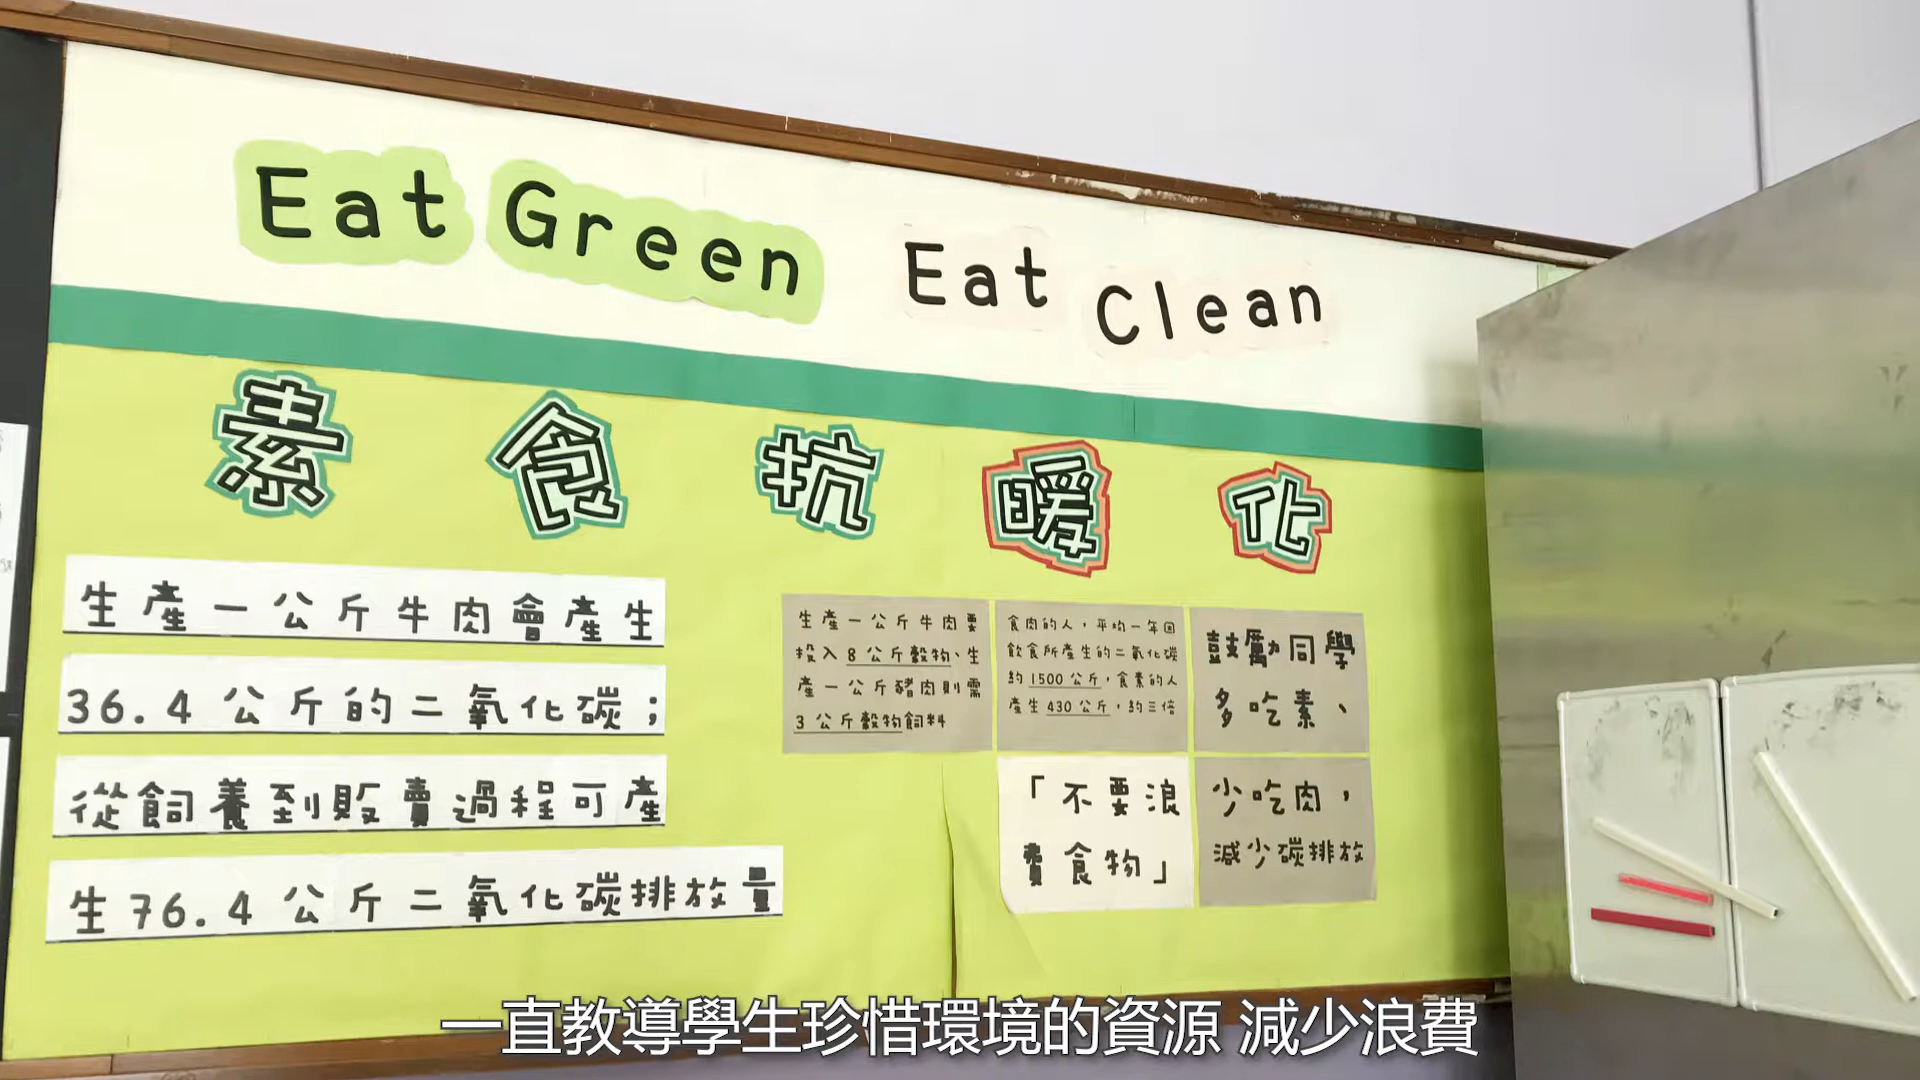 Eat Green Eat Clean
素食抗暖化
生產一公斤牛肉會產生
36.4公斤的二氧化碳；
從飼養到販賣過程可產
生76.4公斤二氧化碳排放量
生產一公斤牛肉要
投入8公斤穀物、生
產一公斤豬肉則需
3公斤穀物飼料
食肉的人，平均一年因
飲食所產生的二氧化碳
約1500公斤，食素的人
產生430公斤，約三倍
鼓勵同學
多吃素、
少吃肉，
減少碳排放
「不要浪
費食物」
一直教導學生珍惜環境的資源 減少浪費